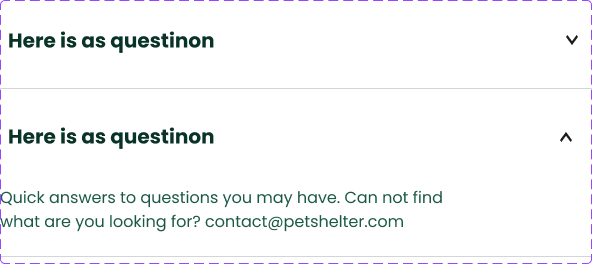 Here is as questinon
Here is as questinon
Quick answers to questions you may have. Can not find
what are you looking for? contact@petshelter.com